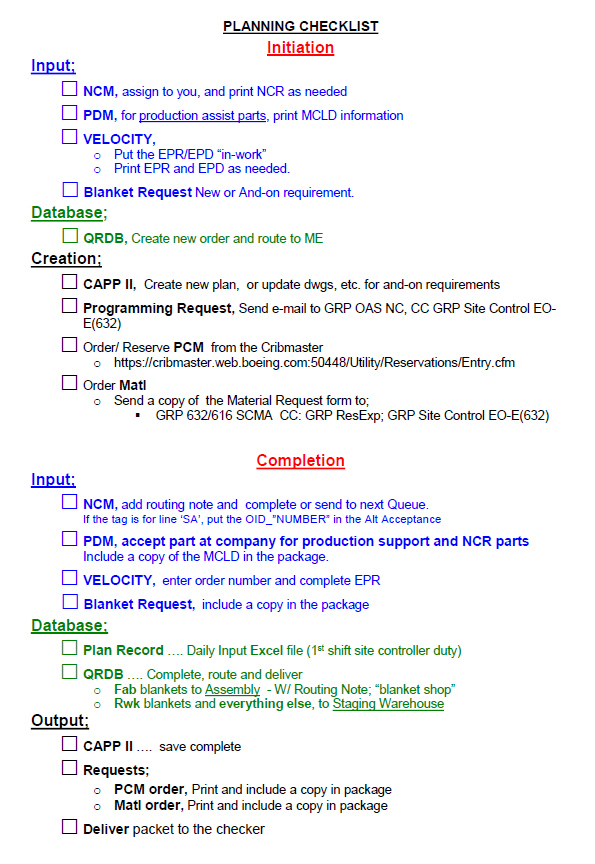 PLANNING CHECKLIST
Initiation
Input;
NCM, assign to you, and print NCR as needed
PDM, for production assist parts, print MCLD information
VELOCITY,
o Put the EPR/EPD “in-work”
o Print EPR and EPD as needed.
Blanket Request New or And-on requirement.
Database;
QRDB, Create new order and route to ME
Creation;
CAPP II, Create new plan, or update dwgs, etc. for and-on requirements
Programming Request, Send e-mail to GRP OAS NC, CC GRP Site Control EO-
E(632)
Order/ Reserve PCM from the Cribmaster
o https://cribmaster.web.boeing.com:50448/Utility/Reservations/Entry.cfm
Order Matl
o Send a copy of the Material Request form to;
▪ GRP 632/616 SCMA CC: GRP ResExp; GRP Site Control EO-E(632)
Completion
Input;
NCM, add routing note and complete or send to next Queue.
If the tag is for line ‘SA’, put the OID_"NUMBER" in the Alt Acceptance
PDM, accept part at company for production support and NCR parts
Include a copy of the MCLD in the package.
VELOCITY, enter order number and complete EPR
Blanket Request, include a copy in the package
Database;
Plan Record …. Daily Input Excel file (1st shift site controller duty)
QRDB …. Complete, route and deliver
o Fab blankets to Assembly - W/ Routing Note; “blanket shop”
o Rwk blankets and everything else, to Staging Warehouse
Output;
CAPP II …. save complete
Requests;
o PCM order, Print and include a copy in package
o Matl order, Print and include a copy in package
Deliver packet to the checker